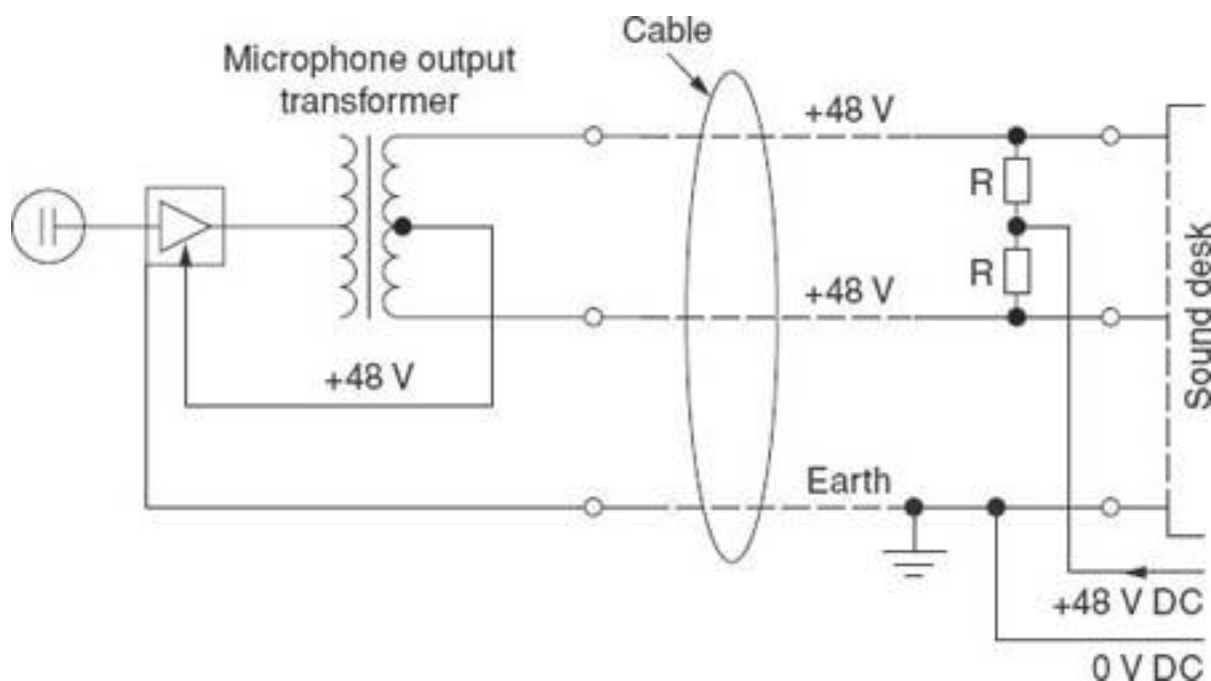 Cable
Microphone output
transformer
+48 V
R
R
+48 V
+48 V
Earth
Sound desk
+48 V DC
0 V DC